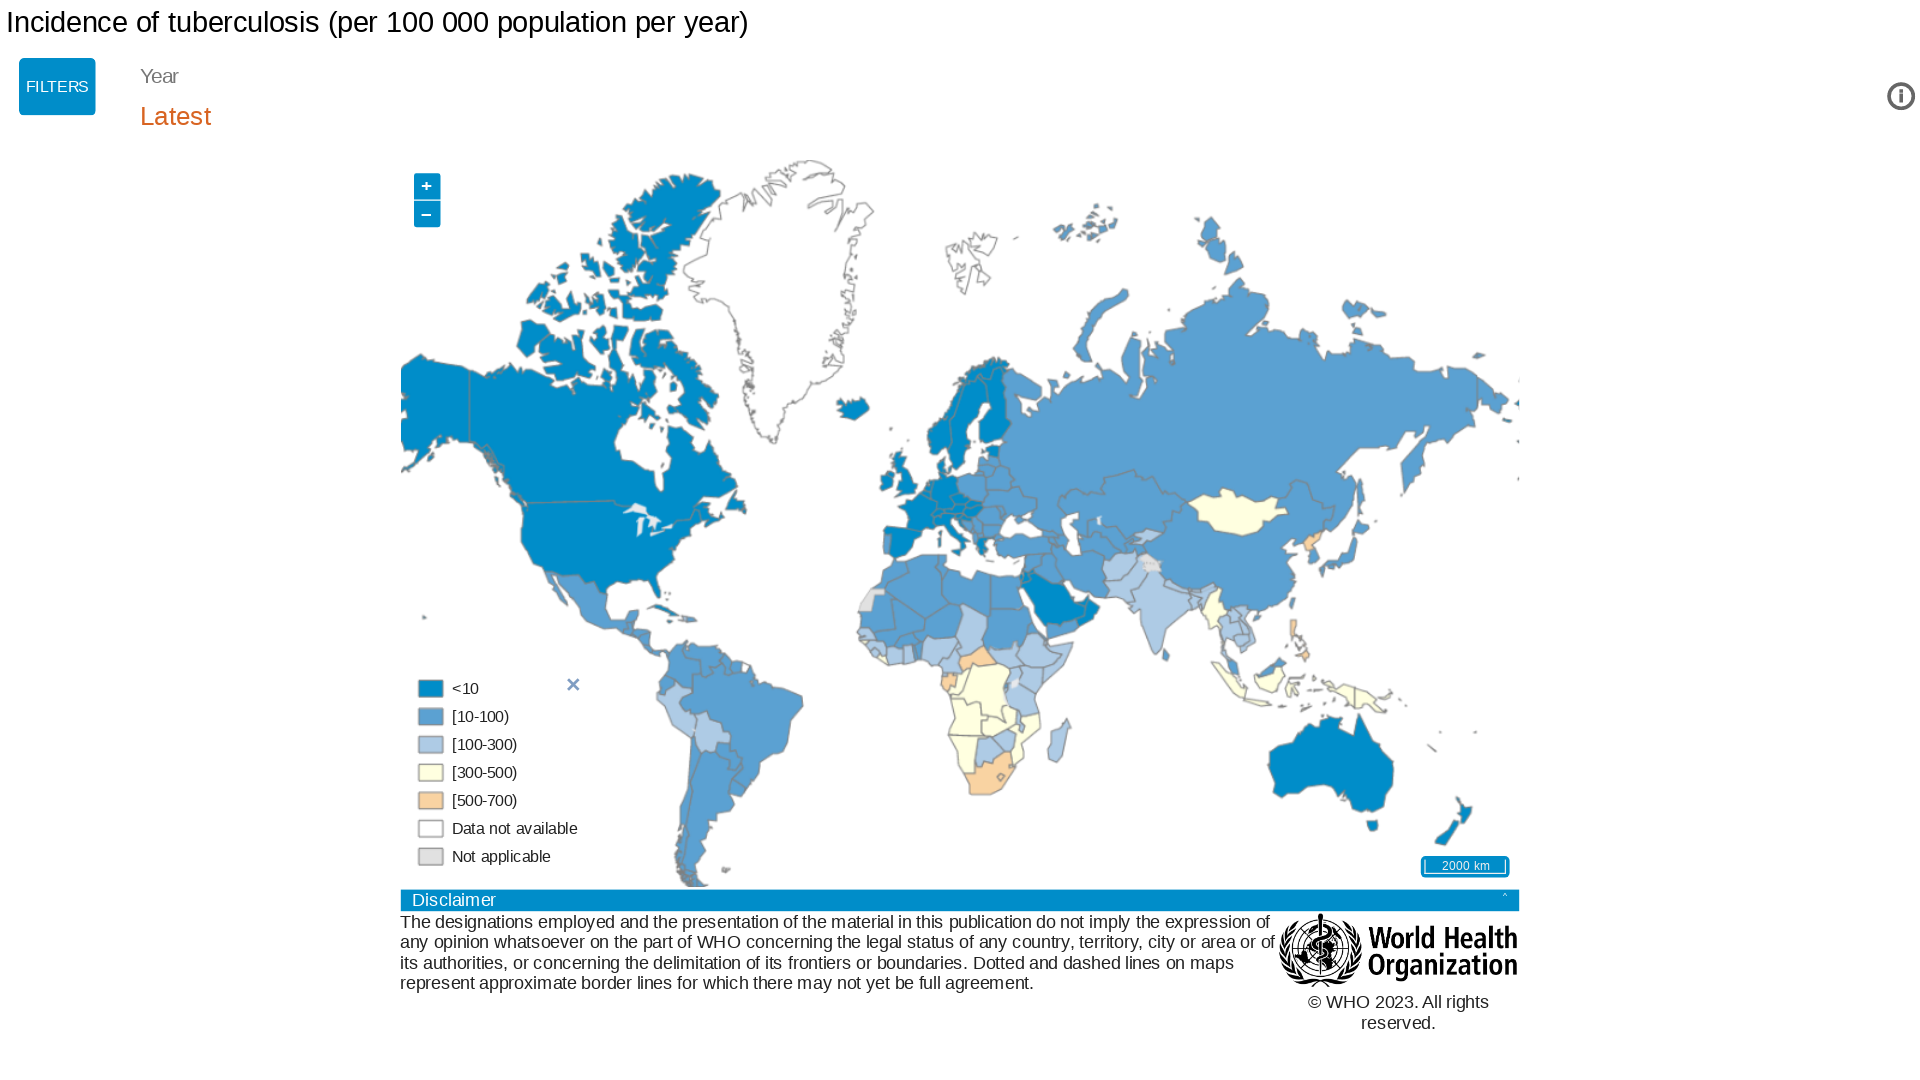 Incidence of tuberculosis (per 100 000 population per year)
FILTERS
Year
Latest
+
−
<10
[10-100)
[100-300)
[300-500)
[500-700)
Data not available
Not applicable
2000 km
Disclaimer
The designations employed and the presentation of the material in this publication do not imply the expression of
any opinion whatsoever on the part of WHO concerning the legal status of any country, territory, city or area or of
its authorities, or concerning the delimitation of its frontiers or boundaries. Dotted and dashed lines on maps
represent approximate border lines for which there may not yet be full agreement.
World Health
Organization
© WHO 2023. All rights
reserved.